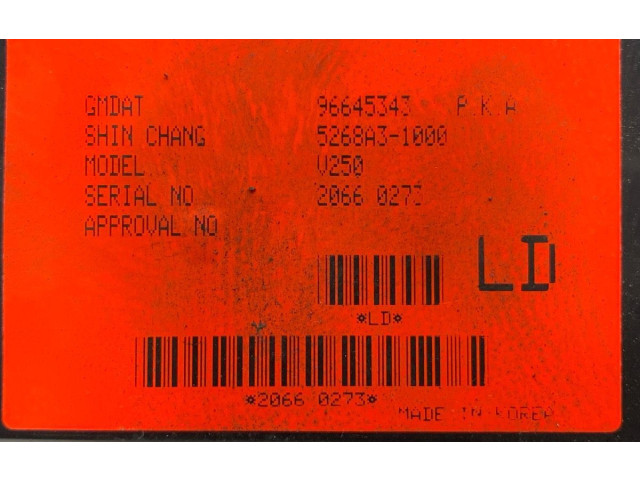 GMDAT 96645343 P.K.A
SHIN CHANG 5268A3-1000
MODEL V250
SERIAL NO 2066 0273
APPROVAL NO
LD
*LD*
*2066 0273*
MADE IN KOREA